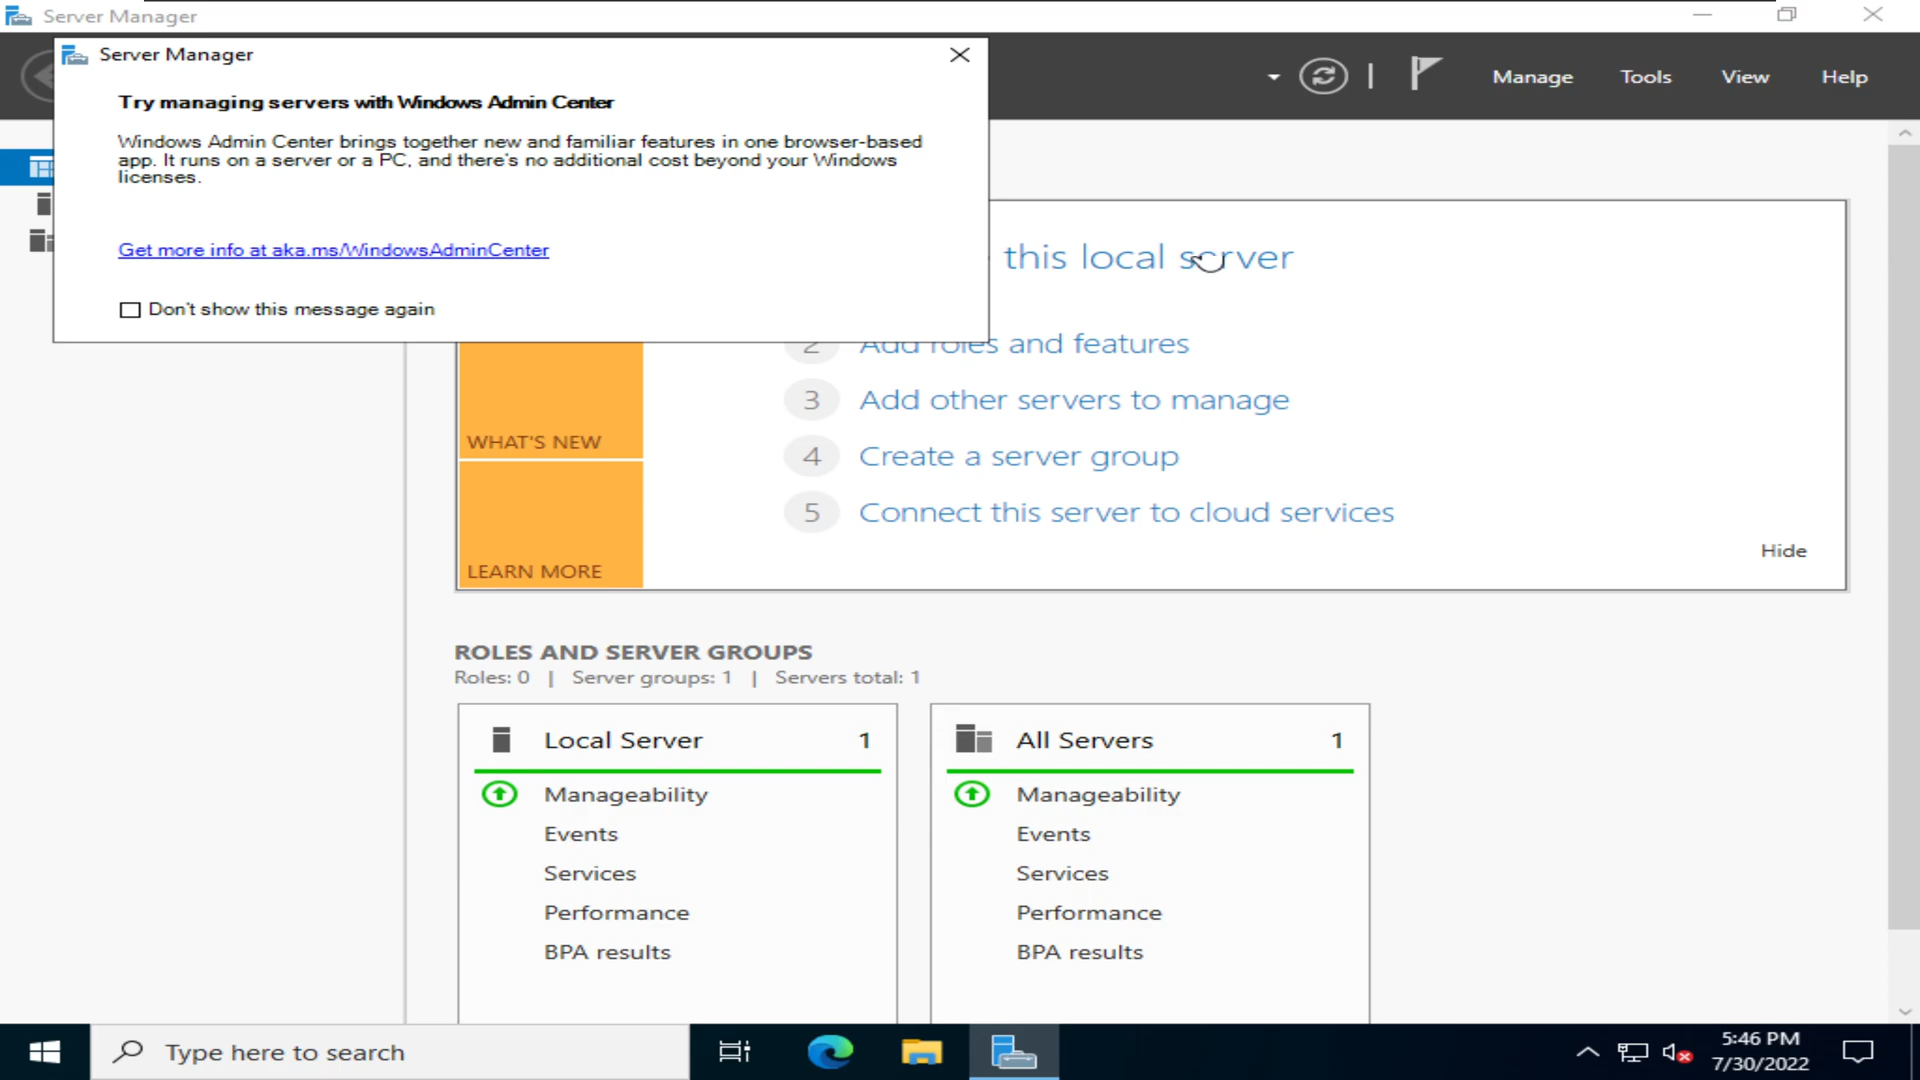 Server Manager
Server Manager
Try managing servers with Windows Admin Center
Windows Admin Center brings together new and familiar features in one browser-based
app. It runs on a server or a PC, and there's no additional cost beyond your Windows
licenses.
Get more info at aka.ms/WindowsAdminCenter
Don't show this message again
Manage Tools View Help
this local server
2 Add roles and features
3 Add other servers to manage
4 Create a server group
5 Connect this server to cloud services
WHAT'S NEW
LEARN MORE
Hide
ROLES AND SERVER GROUPS
Roles: 0 | Server groups: 1 | Servers total: 1
Local Server 1
Manageability
Events
Services
Performance
BPA results
All Servers 1
Manageability
Events
Services
Performance
BPA results
Type here to search
5:46 PM
7/30/2022